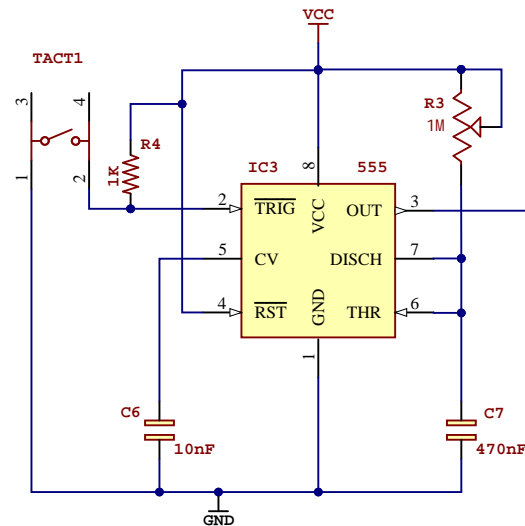 VCC
TACT1
3
4
R3
1M
R4
1K
IC3
8
555
1
2
2
TRIG
VCC
OUT
3
5
CV
DISCH
7
4
RST
GND
THR
6
1
C6
10nF
C7
470nF
GND